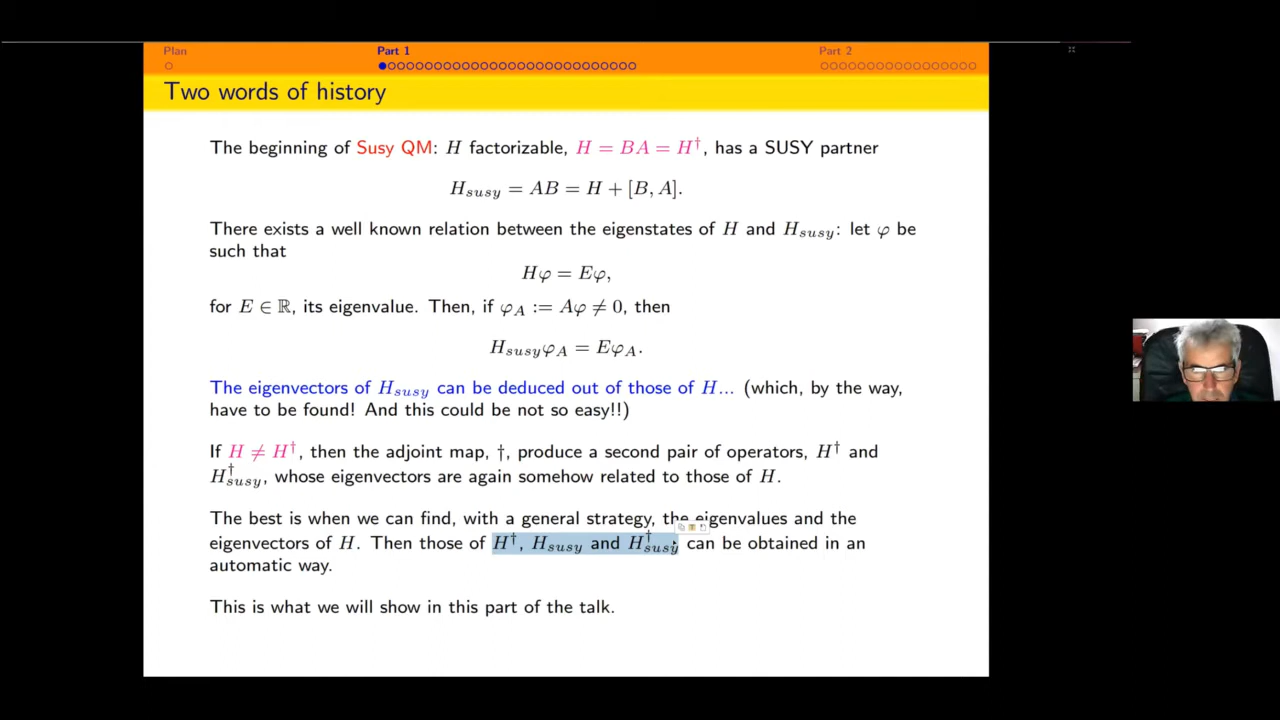 Plan Part 1 Part 2
Two words of history
The beginning of Susy QM: H factorizable, H = BA = H†, has a SUSY partner
H_susy = AB = H + [B, A].
There exists a well known relation between the eigenstates of H and H_susy: let φ be
such that
Hφ = Eφ,
for E ∈ ℝ, its eigenvalue. Then, if φ_A := Aφ ≠ 0, then
H_susy φ_A = Eφ_A.
The eigenvectors of H_susy can be deduced out of those of H... (which, by the way,
have to be found! And this could be not so easy!!)
If H ≠ H†, then the adjoint map, †, produce a second pair of operators, H† and
H†_susy, whose eigenvectors are again somehow related to those of H.
The best is when we can find, with a general strategy, the eigenvalues and the
eigenvectors of H. Then those of H†, H_susy and H†_susy can be obtained in an
automatic way.
This is what we will show in this part of the talk.